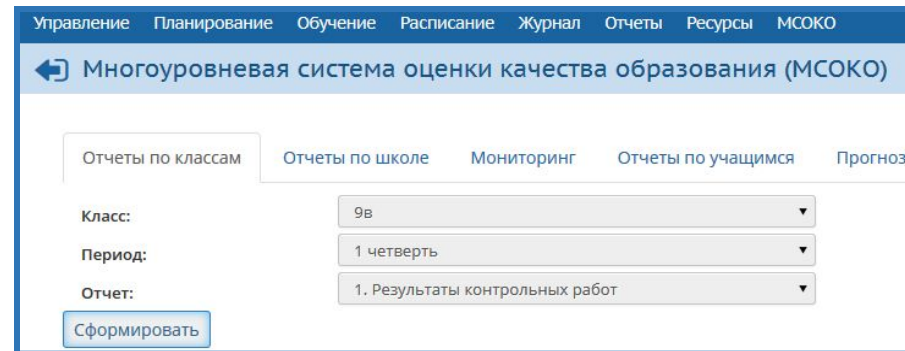 Управление Планирование Обучение Расписание Журнал Отчеты Ресурсы МСОКО
Многоуровневая система оценки качества образования (МСОКО)
Отчеты по классам Отчеты по школе Мониторинг Отчеты по учащимся Прогноз
Класс: 9в
Период: 1 четверть
Отчет: 1. Результаты контрольных работ
Сформировать